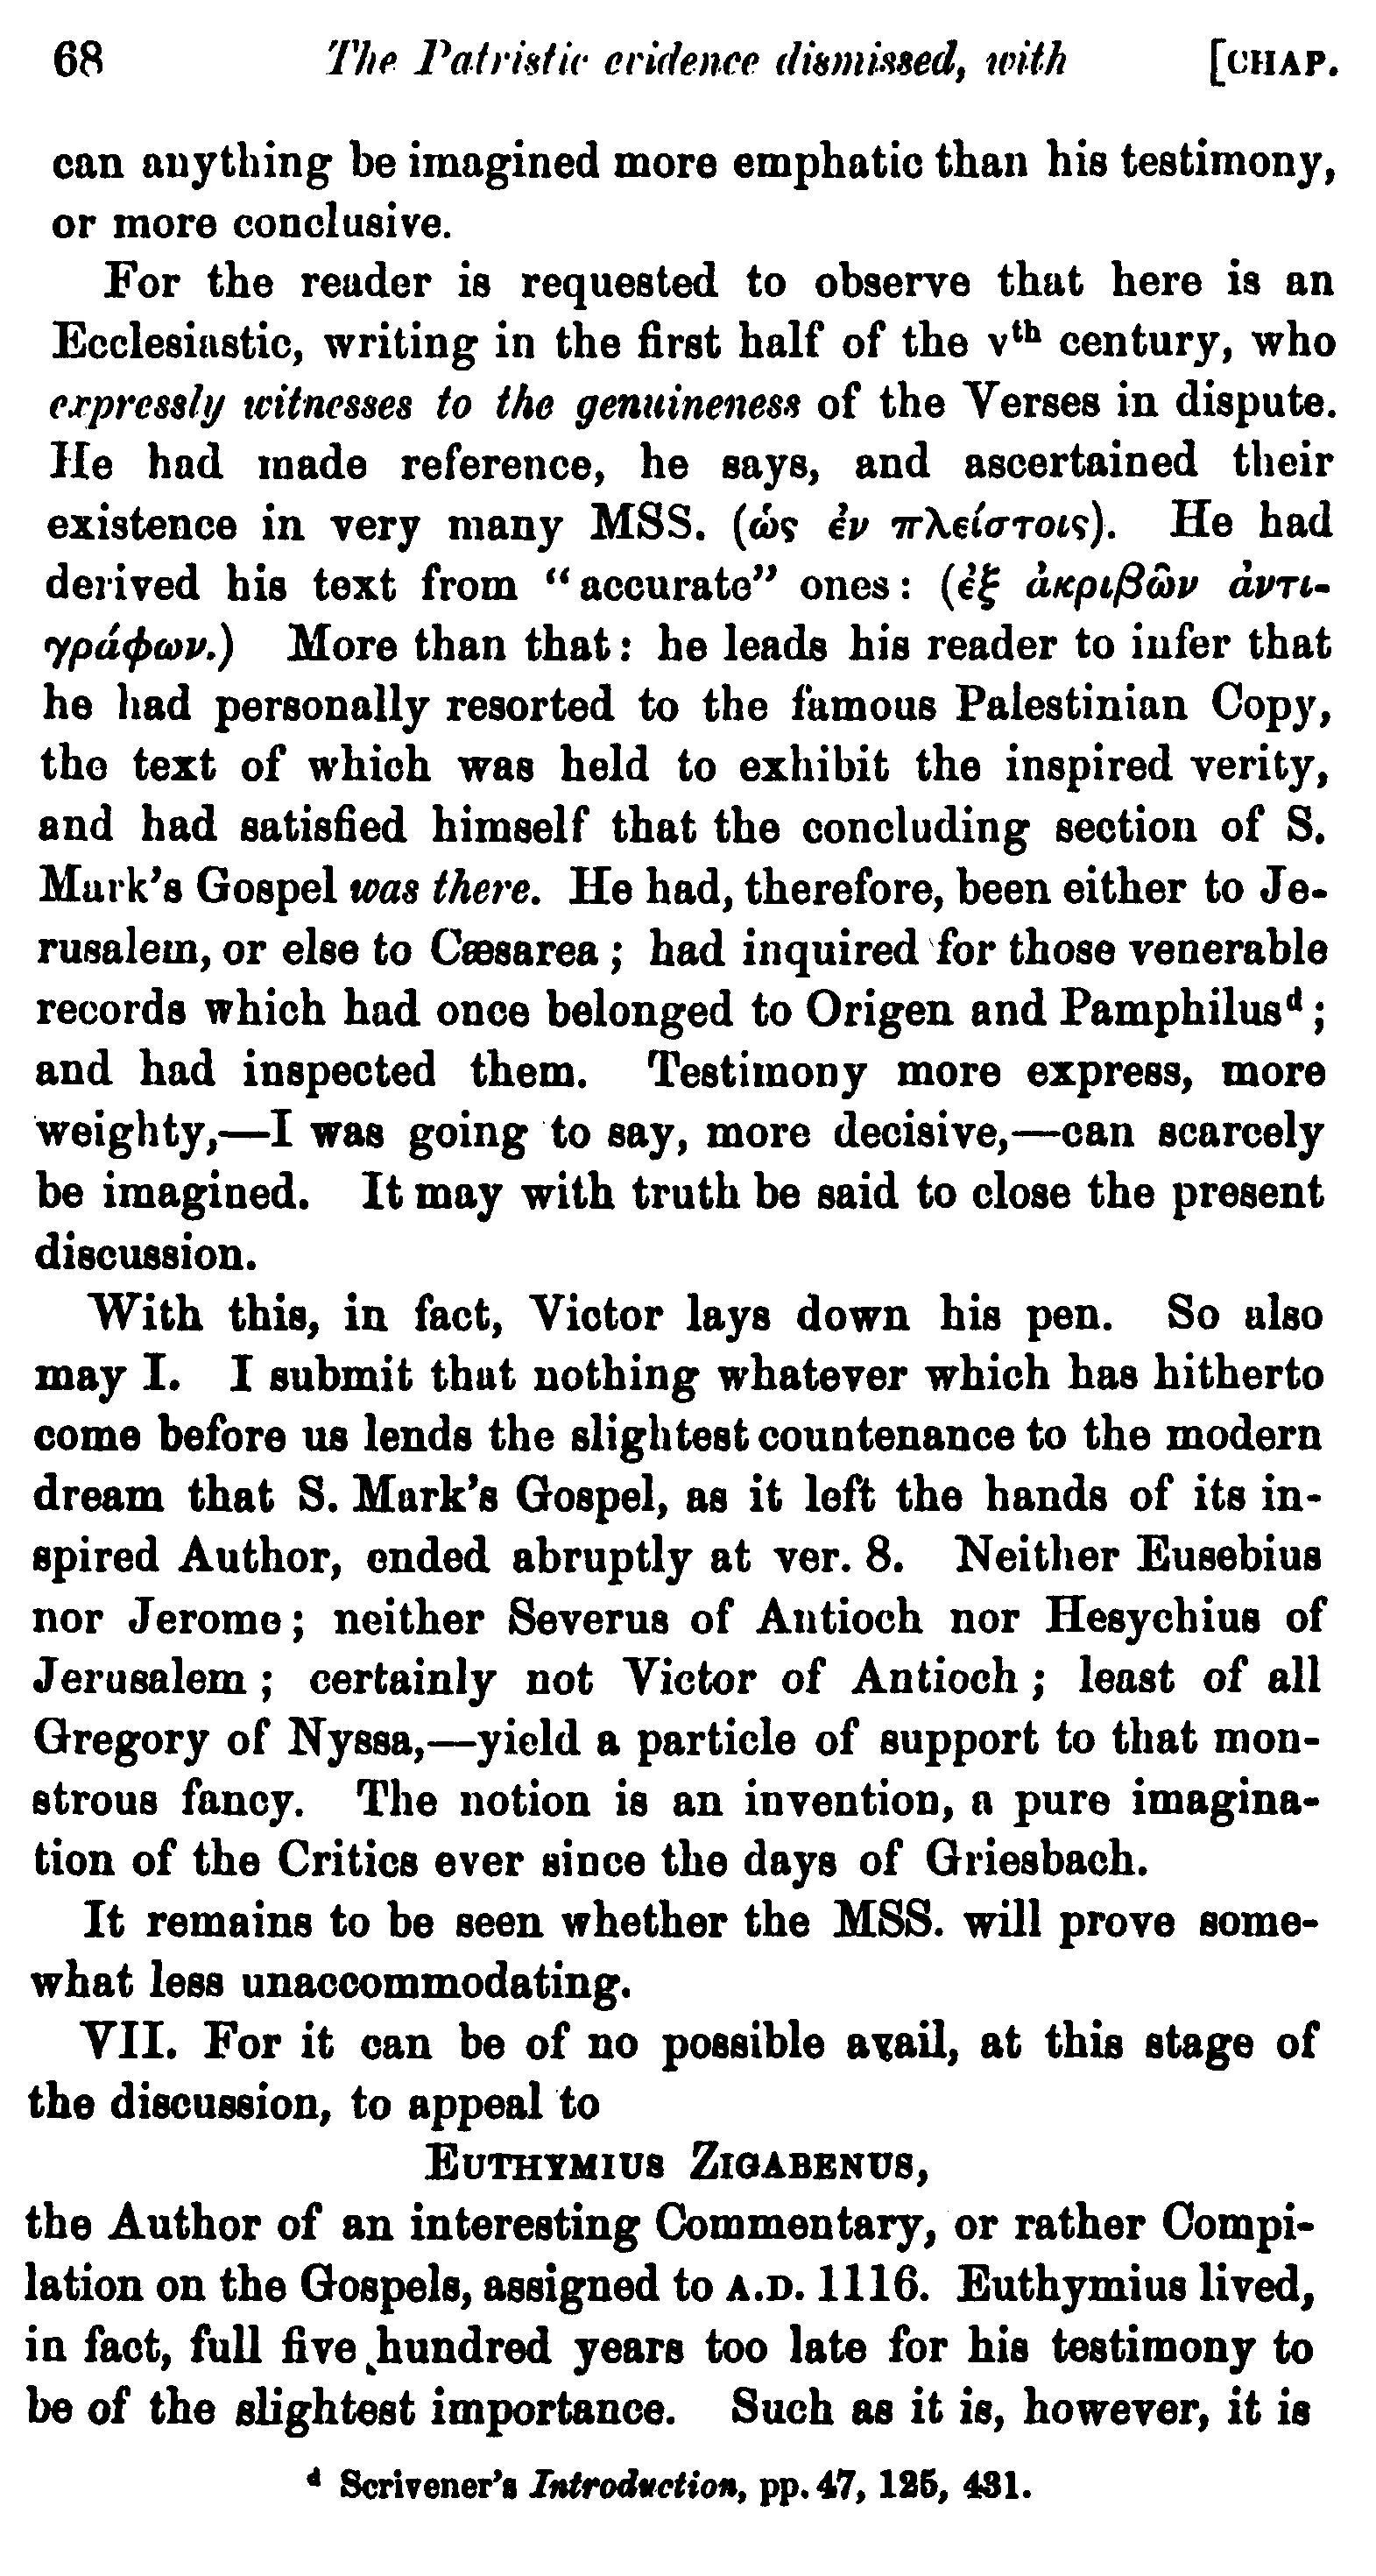 68 The Patristic evidence dismissed, with [CHAP.
can anything be imagined more emphatic than his testimony,
or more conclusive.
For the reader is requested to observe that here is an
Ecclesiastic, writing in the first half of the vth century, who
expressly witnesses to the genuineness of the Verses in dispute.
He had made reference, he says, and ascertained their
existence in very many MSS. (ὡς ἐν πλείστοις). He had
derived his text from “accurate” ones: (ἐξ ἀκριβῶν ἀντι-
γράφων.) More than that: he leads his reader to infer that
he had personally resorted to the famous Palestinian Copy,
the text of which was held to exhibit the inspired verity,
and had satisfied himself that the concluding section of S.
Mark’s Gospel was there. He had, therefore, been either to Je-
rusalem, or else to Cæsarea; had inquired for those venerable
records which had once belonged to Origen and Pamphilus d;
and had inspected them. Testimony more express, more
weighty,—I was going to say, more decisive,—can scarcely
be imagined. It may with truth be said to close the present
discussion.
With this, in fact, Victor lays down his pen. So also
may I. I submit that nothing whatever which has hitherto
come before us lends the slightest countenance to the modern
dream that S. Mark’s Gospel, as it left the hands of its in-
spired Author, ended abruptly at ver. 8. Neither Eusebius
nor Jerome; neither Severus of Antioch nor Hesychius of
Jerusalem; certainly not Victor of Antioch; least of all
Gregory of Nyssa,—yield a particle of support to that mon-
strous fancy. The notion is an invention, a pure imagina-
tion of the Critics ever since the days of Griesbach.
It remains to be seen whether the MSS. will prove some-
what less unaccommodating.
VII. For it can be of no possible avail, at this stage of
the discussion, to appeal to
EUTHYMIUS ZIGABENUS,
the Author of an interesting Commentary, or rather Compi-
lation on the Gospels, assigned to A.D. 1116. Euthymius lived,
in fact, full five hundred years too late for his testimony to
be of the slightest importance. Such as it is, however, it is
d Scrivener’s Introduction, pp. 47, 125, 431.